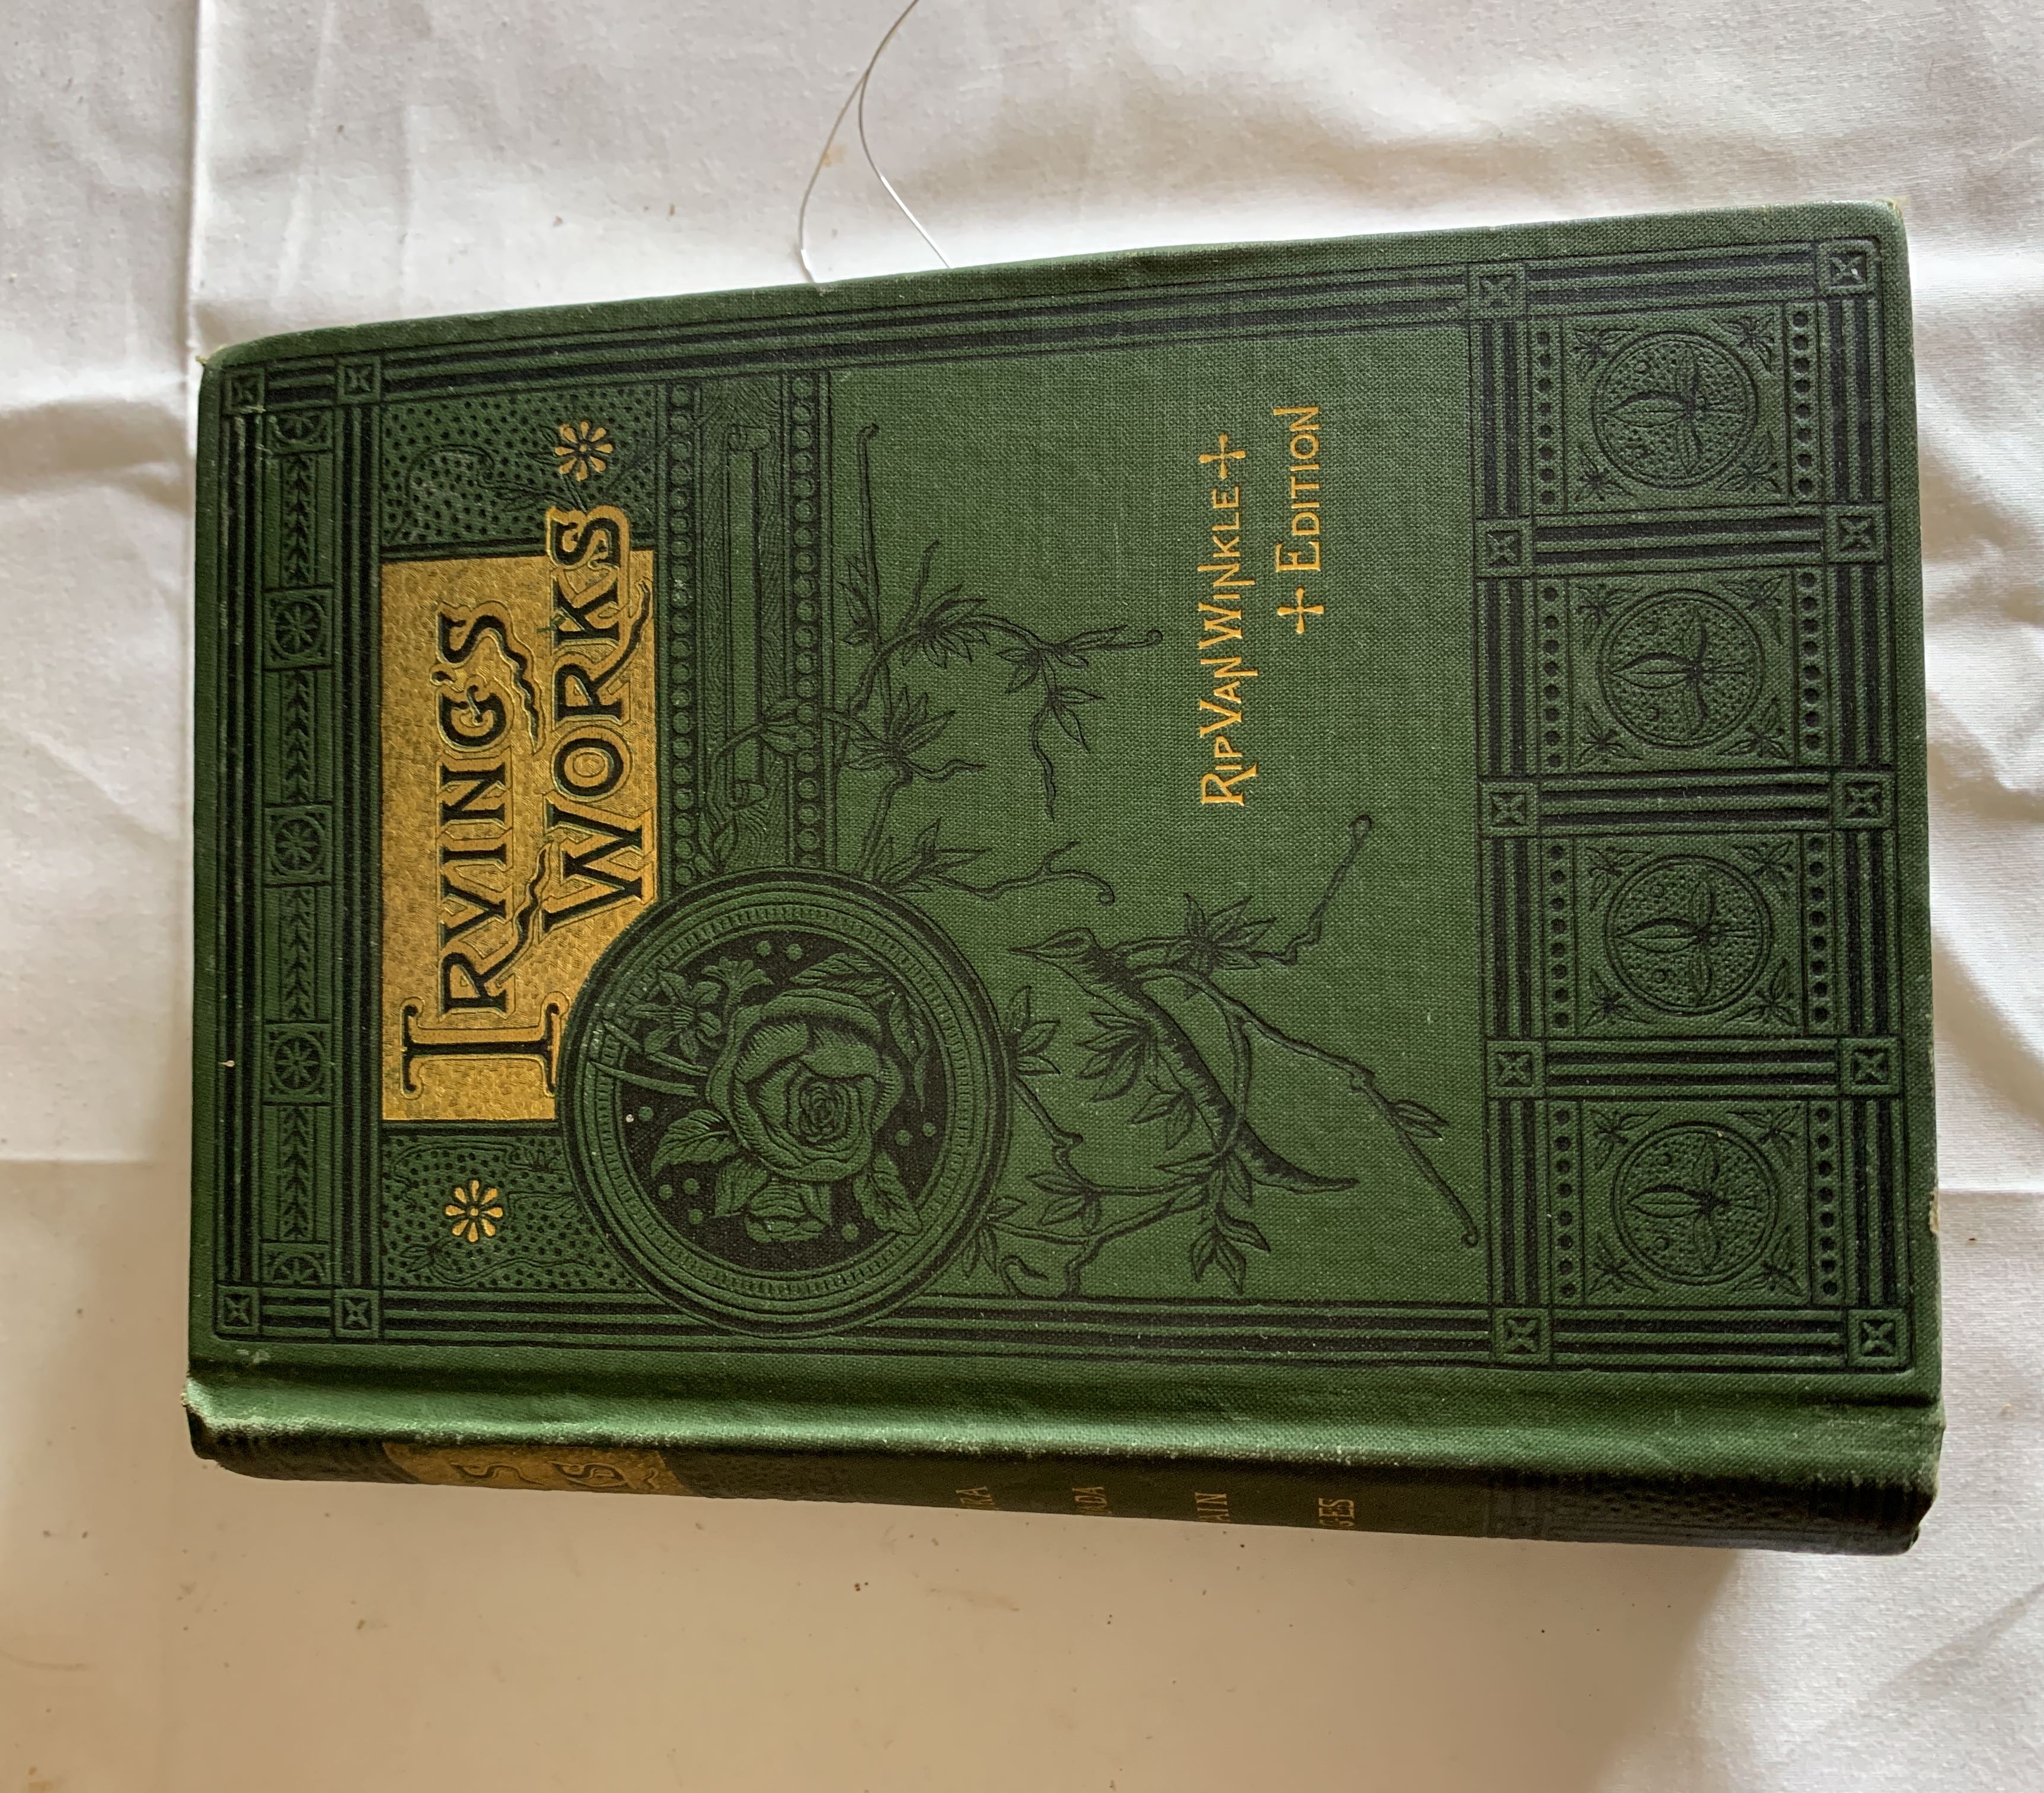 IRVING'S
WORKS
RIP VAN WINKLE
EDITION